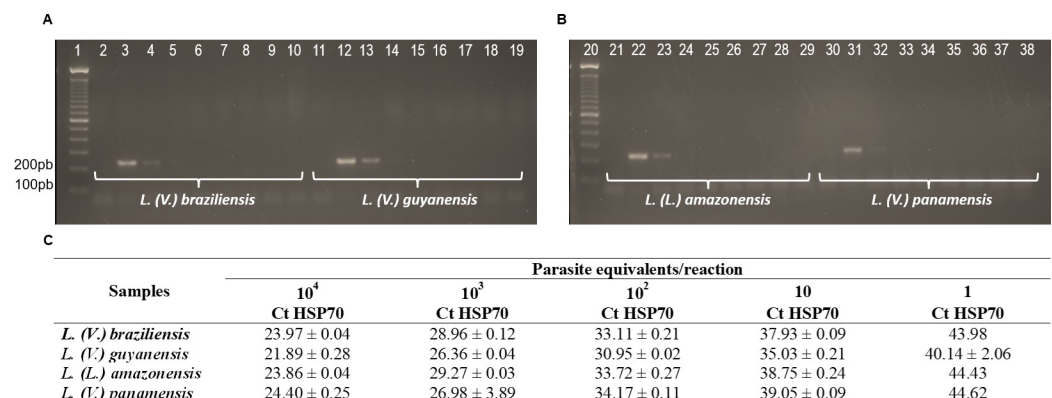 A
B
1 2 3 4 5 6 7 8 9 10 11 12 13 14 15 16 17 18 19
20 21 22 23 24 25 26 27 28 29 30 31 32 33 34 35 36 37 38
200pb
100pb
L. (V.) braziliensis L. (V.) guyanensis
L. (L.) amazonensis L. (V.) panamensis
C
Parasite equivalents/reaction
Samples 10⁴ 10³ 10² 10 1
Ct HSP70 Ct HSP70 Ct HSP70 Ct HSP70 Ct HSP70
L. (V.) braziliensis 23.97 ± 0.04 28.96 ± 0.12 33.11 ± 0.21 37.93 ± 0.09 43.98
L. (V.) guyanensis 21.89 ± 0.28 26.36 ± 0.04 30.95 ± 0.02 35.03 ± 0.21 40.14 ± 2.06
L. (L.) amazonensis 23.86 ± 0.04 29.27 ± 0.03 33.72 ± 0.27 38.75 ± 0.24 44.43
L. (V.) panamensis 24.40 ± 0.25 26.98 ± 3.89 34.17 ± 0.11 39.05 ± 0.09 44.62